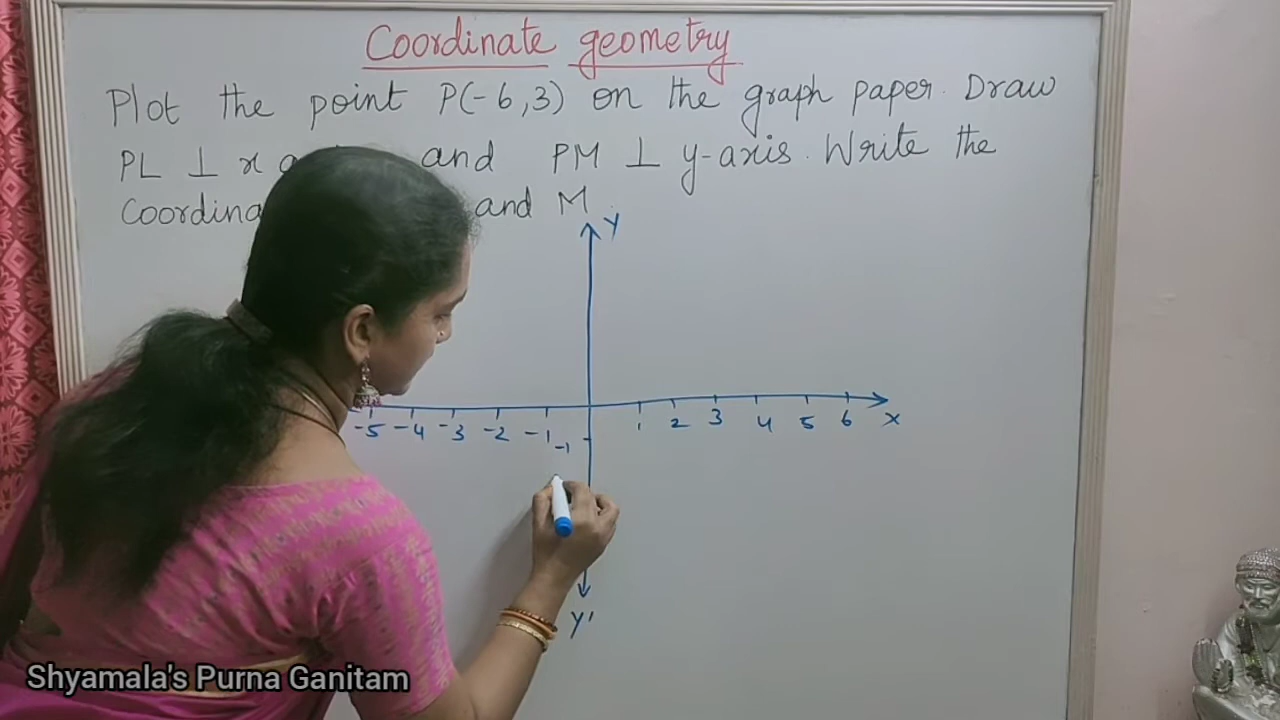 Coordinate geometry
Plot the point P(-6,3) on the graph paper. Draw
PL ⊥ x and PM ⊥ y-axis. Write the
Coordina and M.
Y
-5 -4 -3 -2 -1 1 2 3 4 5 6 X
-1
Y'
Shyamala's Purna Ganitam